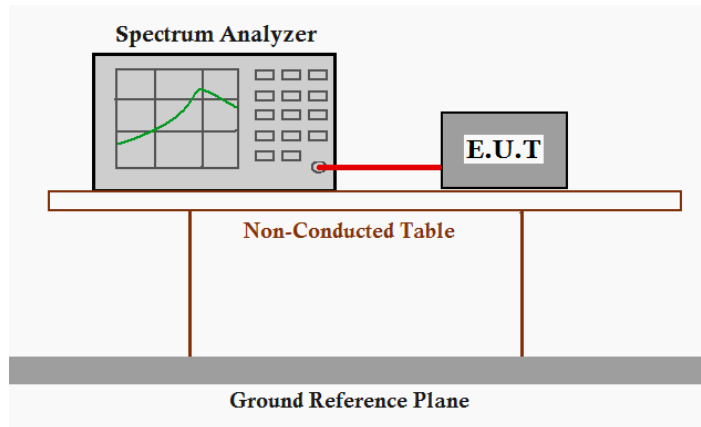 Spectrum Analyzer
E.U.T
Non-Conducted Table
Ground Reference Plane